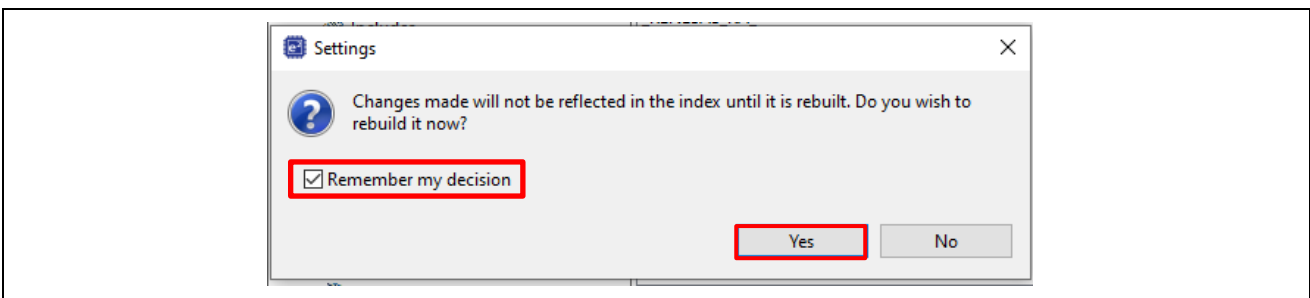 Settings
Changes made will not be reflected in the index until it is rebuilt. Do you wish to
rebuild it now?
Remember my decision
Yes
No